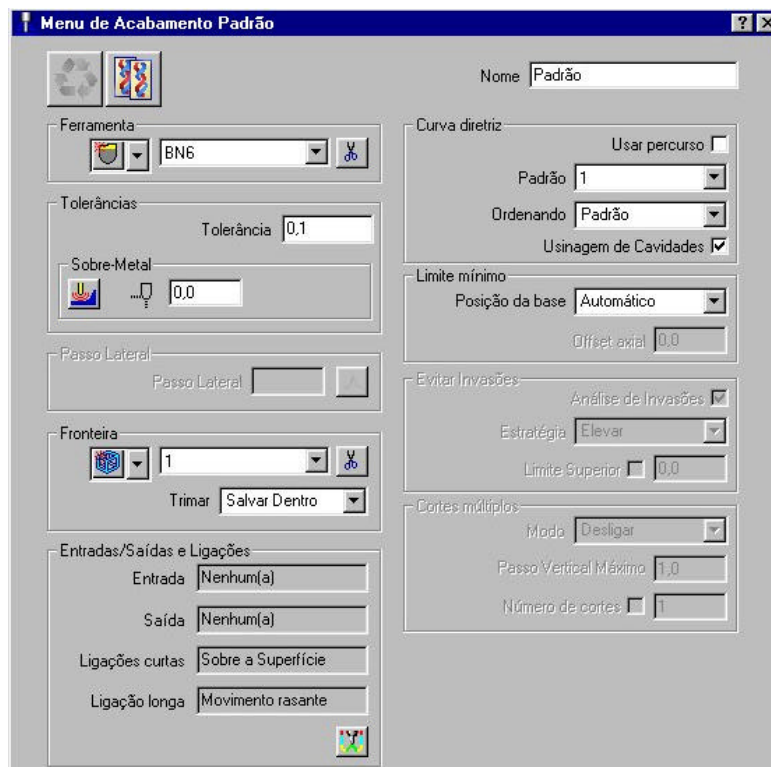 Menu de Acabamento Padrão
Nome Padrão
Ferramenta
BN6
Tolerâncias
Tolerância 0,1
Sobre-Metal
0,0
Passo Lateral
Passo Lateral
Fronteira
1
Trimar Salvar Dentro
Entradas/Saídas e Ligações
Entrada Nenhum(a)
Saída Nenhum(a)
Ligações curtas Sobre a Superfície
Ligação longa Movimento rasante
Curva diretriz
Usar percurso
Padrão 1
Ordenando Padrão
Usinagem de Cavidades
Limite mínimo
Posição da base Automático
Offset axial 0,0
Evitar Invasões
Análise de Invasões
Estratégia Elevar
Limite Superior 0,0
Cortes múltiplos
Modo Desligar
Passo Vertical Máximo 1,0
Número de cortes 1